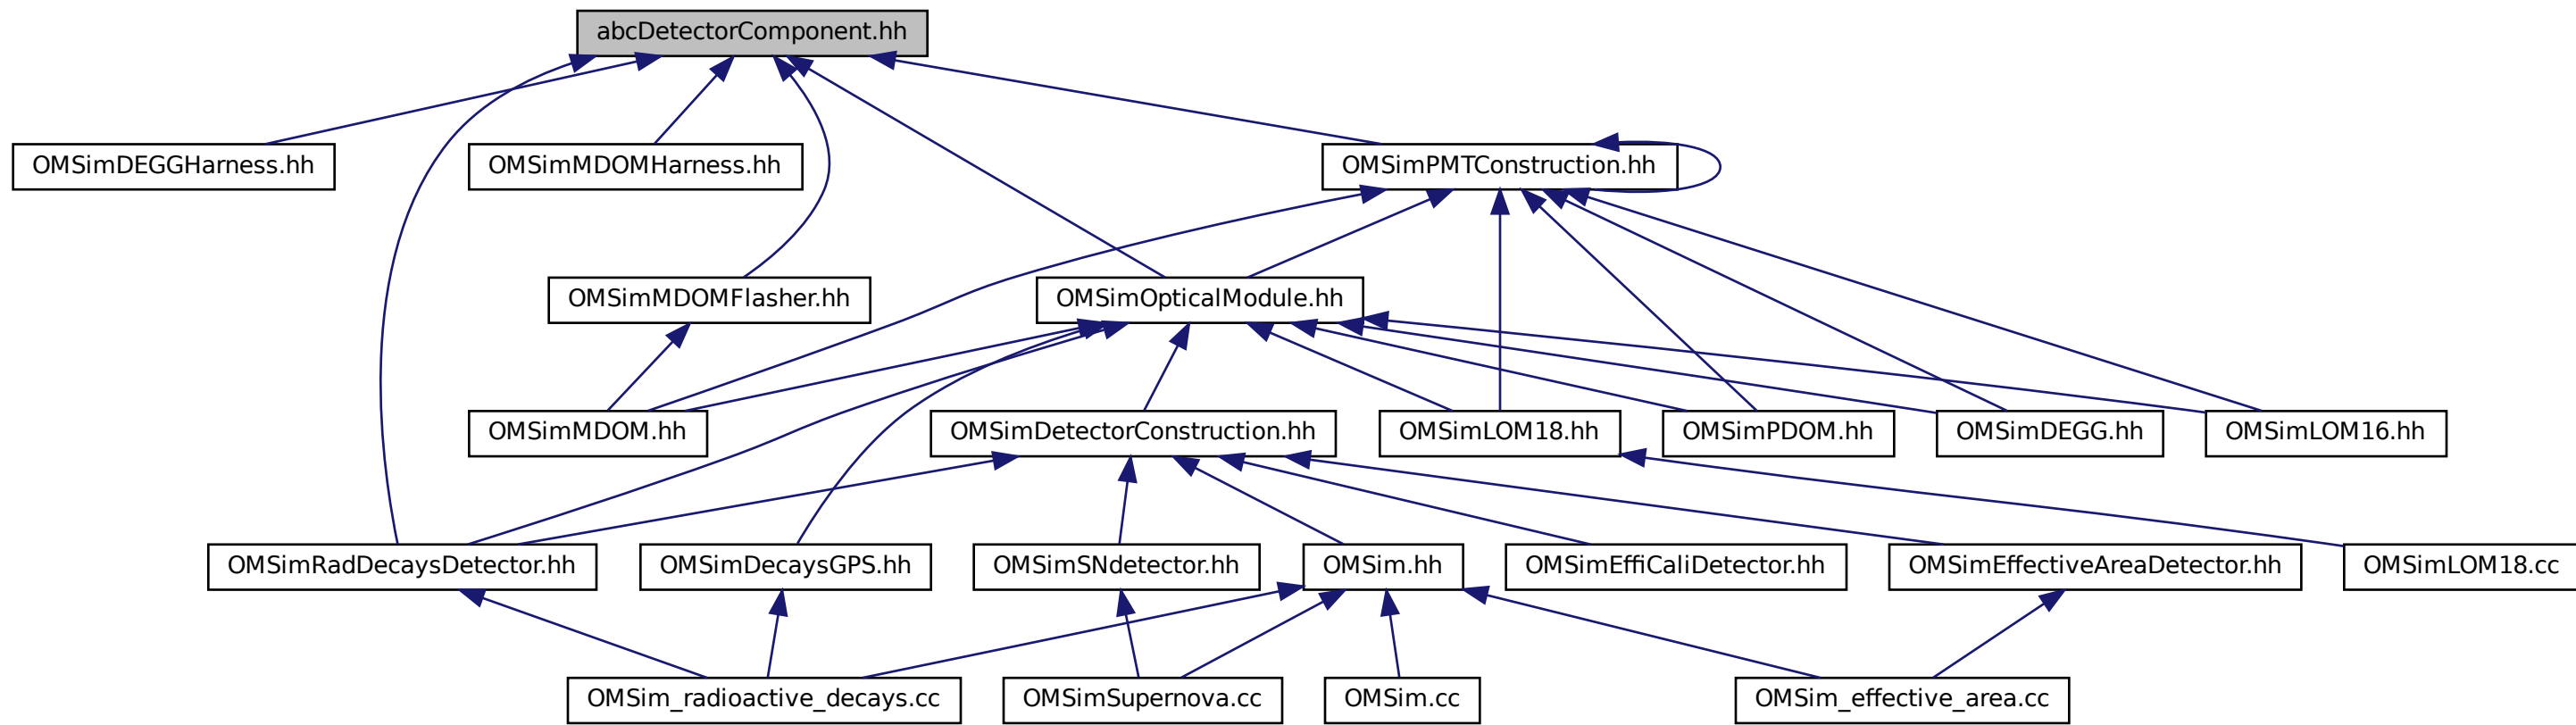 abcDetectorComponent.hh
OMSimDEGGHarness.hh
OMSimMDOMHarness.hh
OMSimPMTConstruction.hh
OMSimMDOMFlasher.hh
OMSimOpticalModule.hh
OMSimMDOM.hh
OMSimDetectorConstruction.hh
OMSimLOM18.hh
OMSimPDOM.hh
OMSimDEGG.hh
OMSimLOM16.hh
OMSimRadDecaysDetector.hh
OMSimDecaysGPS.hh
OMSimSNdetector.hh
OMSim.hh
OMSimEffiCaliDetector.hh
OMSimEffectiveAreaDetector.hh
OMSimLOM18.cc
OMSim_radioactive_decays.cc
OMSimSupernova.cc
OMSim.cc
OMSim_effective_area.cc